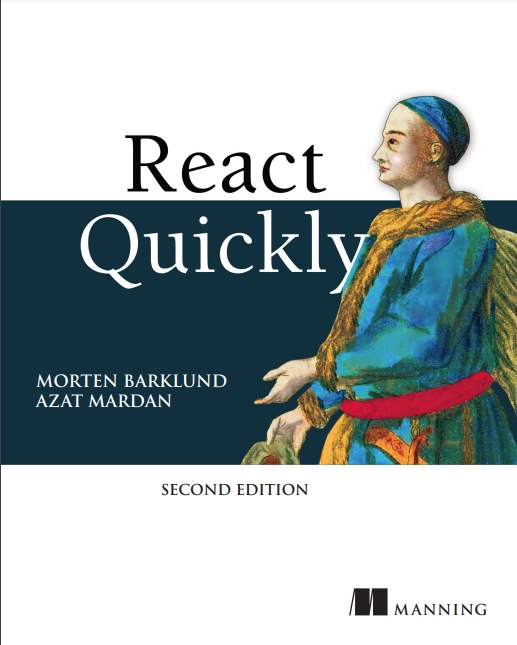 React
Quickly
MORTEN BARKLUND
AZAT MARDAN
SECOND EDITION
MANNING